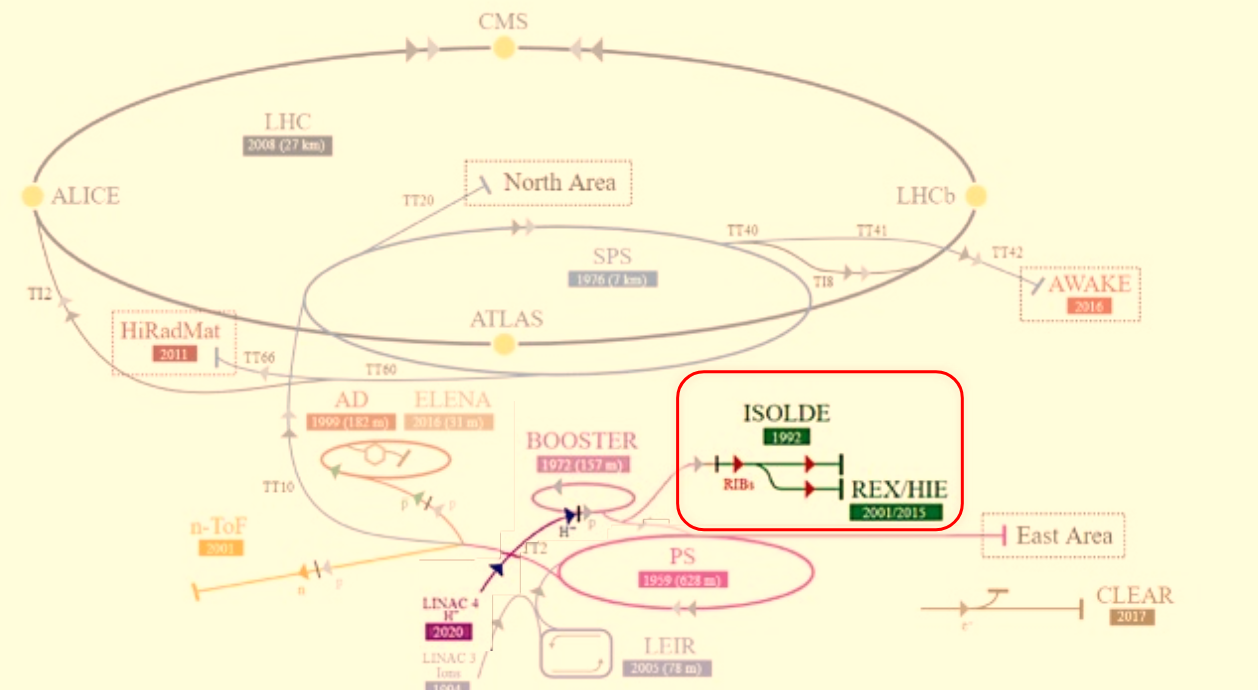 CMS
LHC
2008 (27 km)
North Area
TT20
ALICE
LHCb
TT40
TT41
TT42
SPS
1976 (7 km)
TI8
AWAKE
2016
TI2
ATLAS
HiRadMat
2011
TT66
TT60
AD
1999 (182 m)
ELENA
2016 (31 m)
ISOLDE
1992
BOOSTER
1972 (157 m)
RIBs
REX/HIE
2001/2015
TT10
p
p
p
H⁻
n-ToF
2001
East Area
TT2
PS
1959 (628 m)
n
p
LINAC 4
H⁻
2020
CLEAR
2017
e⁻
LEIR
2005 (78 m)
LINAC 3
Ions
1994